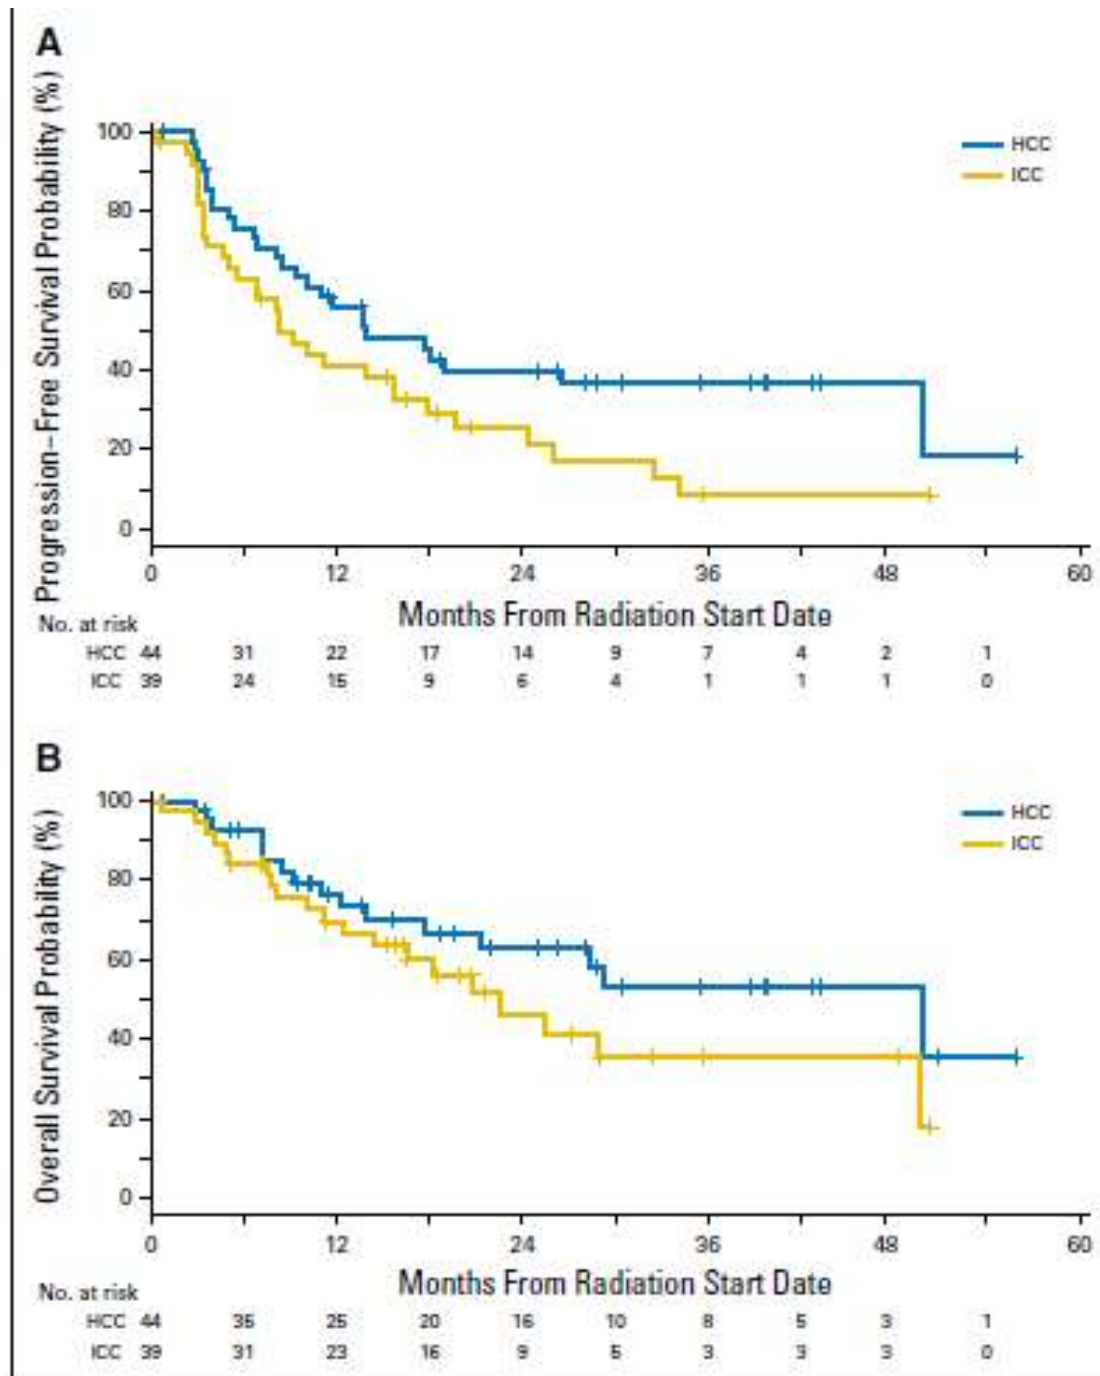 A
Progression–Free Survival Probability (%)
100
80
60
40
20
0
HCC
ICC
0 12 24 36 48 60
Months From Radiation Start Date
No. at risk
HCC 44 31 22 17 14 9 7 4 2 1
ICC 39 24 15 9 6 4 1 1 1 0
B
Overall Survival Probability (%)
100
80
60
40
20
0
HCC
ICC
0 12 24 36 48 60
Months From Radiation Start Date
No. at risk
HCC 44 35 25 20 16 10 8 5 3 1
ICC 39 31 23 16 9 5 3 3 3 0